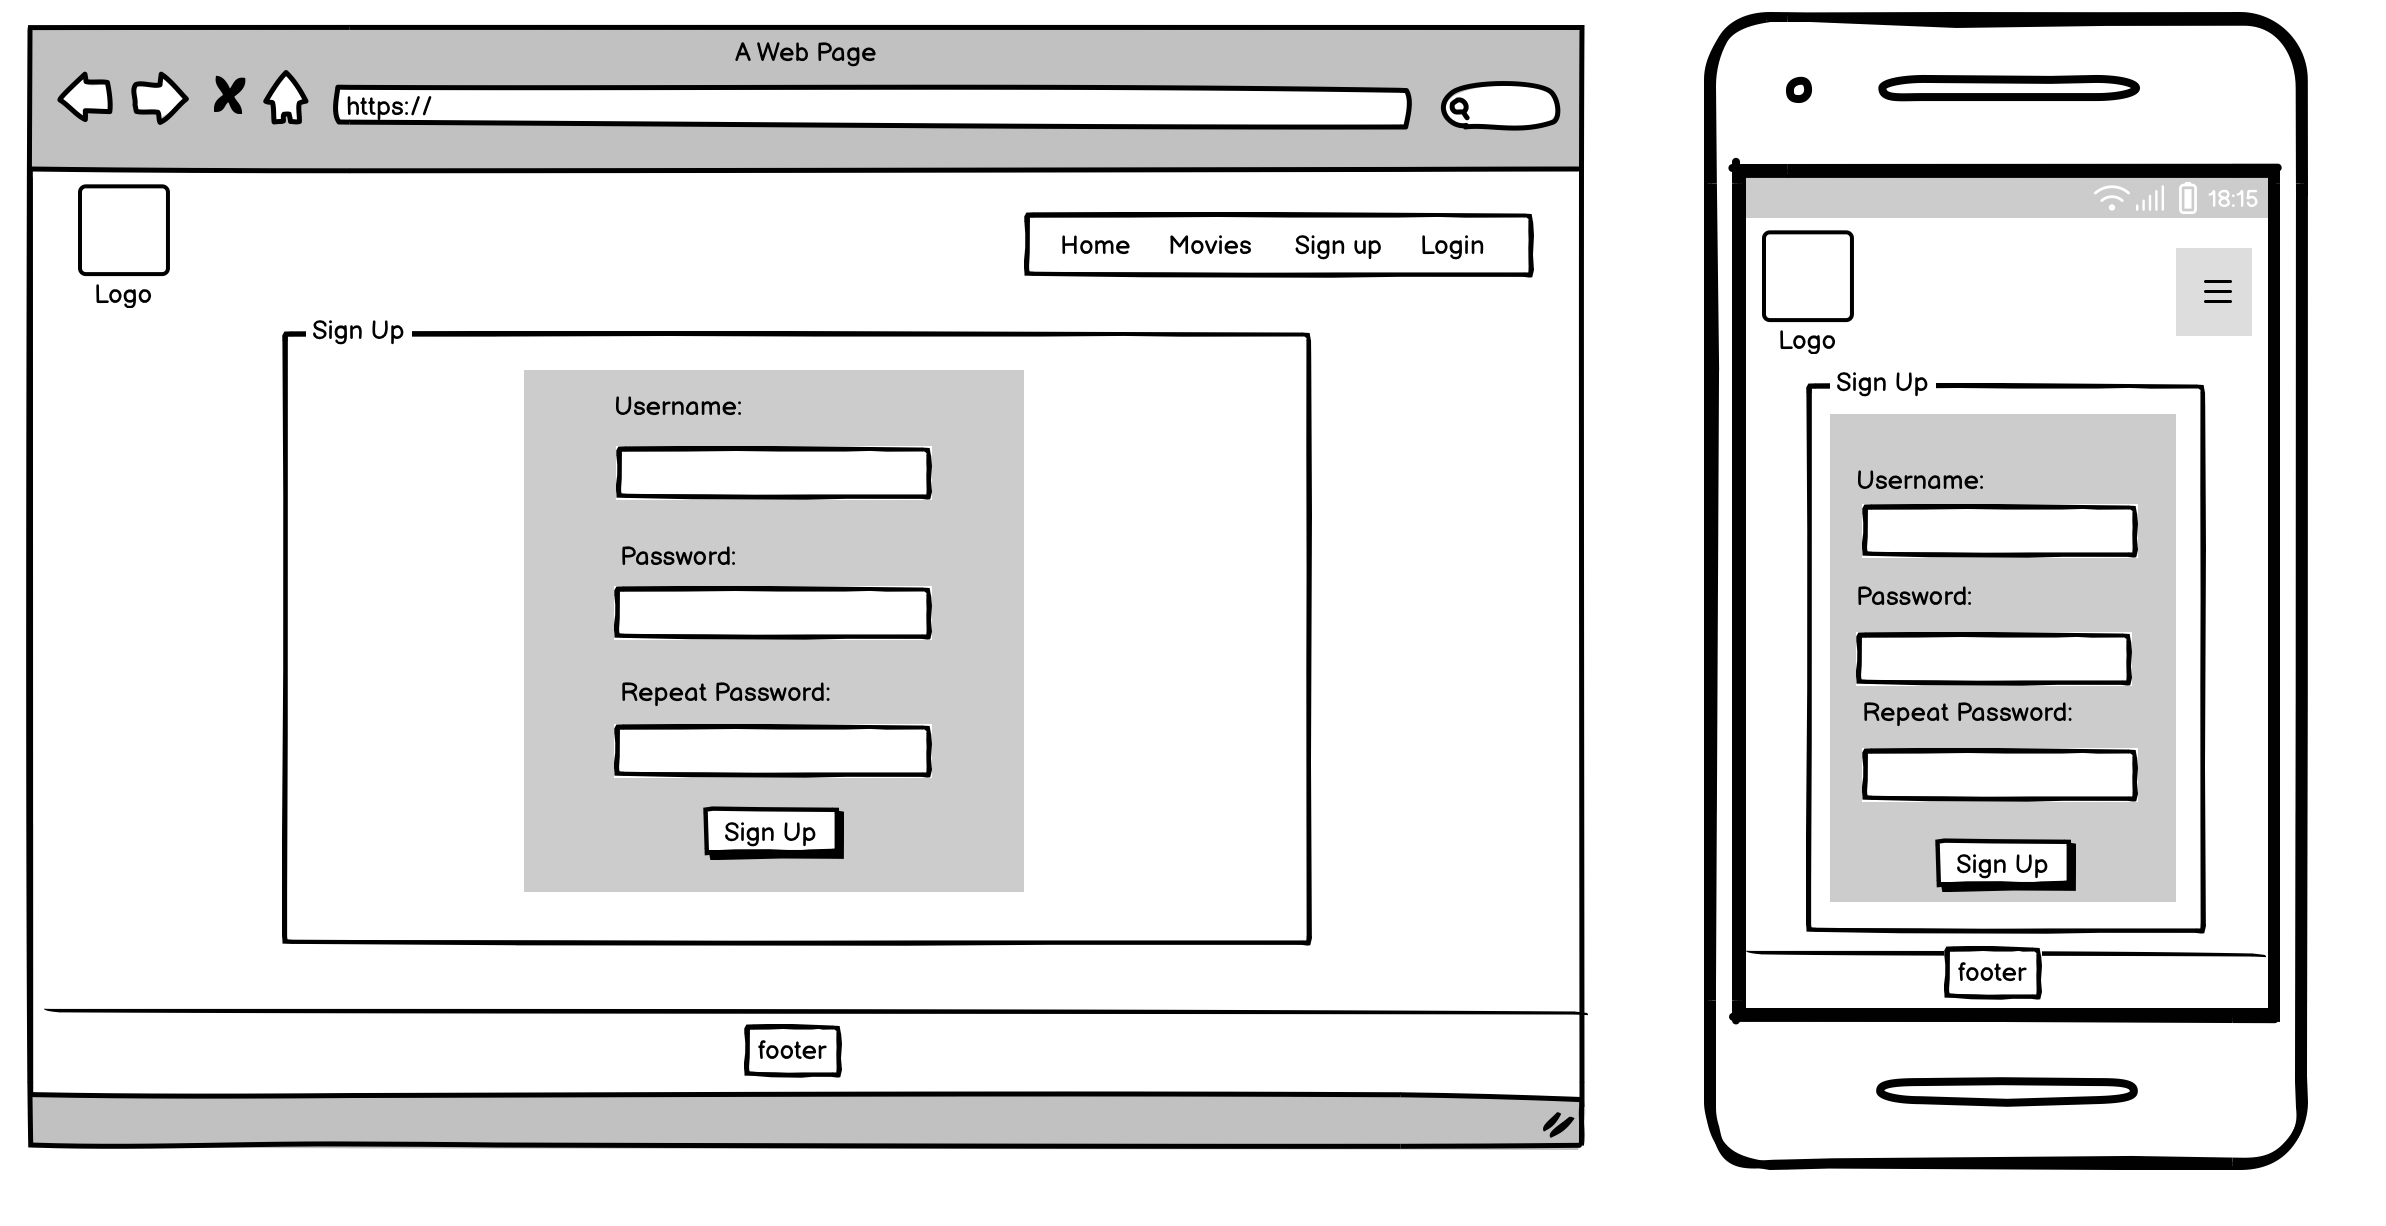 A Web Page
https://
Home Movies Sign up Login
Logo
Sign Up
Username:
Password:
Repeat Password:
Sign Up
footer
18:15
Logo
Sign Up
Username:
Password:
Repeat Password:
Sign Up
footer